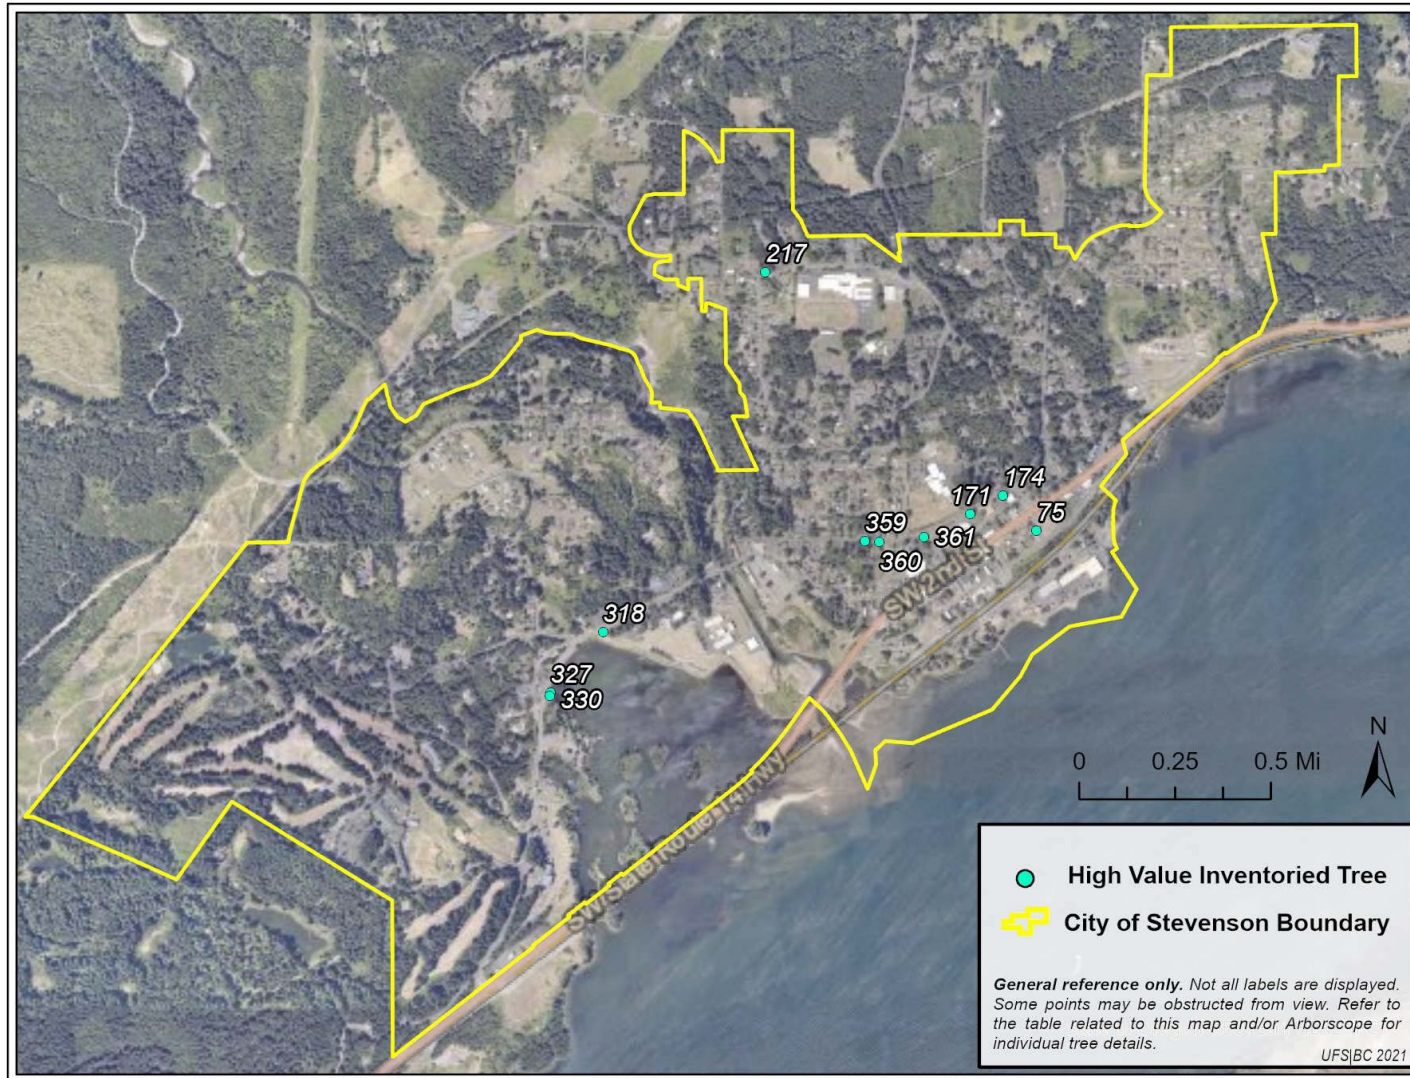 217
174
171
75
359
361
360
SW 2nd St
318
327
330
N
0 0.25 0.5 Mi
SW State Route 14 Hwy
High Value Inventoried Tree
City of Stevenson Boundary
General reference only. Not all labels are displayed.
Some points may be obstructed from view. Refer to
the table related to this map and/or Arborscope for
individual tree details.
UFS|BC 2021